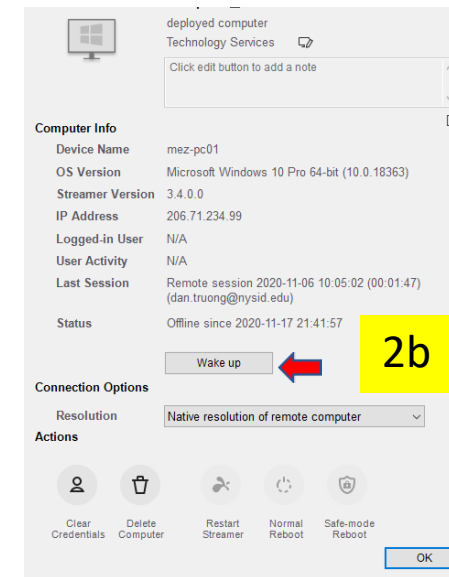 deployed computer
Technology Services
Click edit button to add a note
Computer Info
Device Name mez-pc01
OS Version Microsoft Windows 10 Pro 64-bit (10.0.18363)
Streamer Version 3.4.0.0
IP Address 206.71.234.99
Logged-in User N/A
User Activity N/A
Last Session Remote session 2020-11-06 10:05:02 (00:01:47)
(dan.truong@nysid.edu)
Status Offline since 2020-11-17 21:41:57
Wake up
2b
Connection Options
Resolution Native resolution of remote computer
Actions
Clear Delete Restart Normal Safe-mode
Credentials Computer Streamer Reboot Reboot
OK